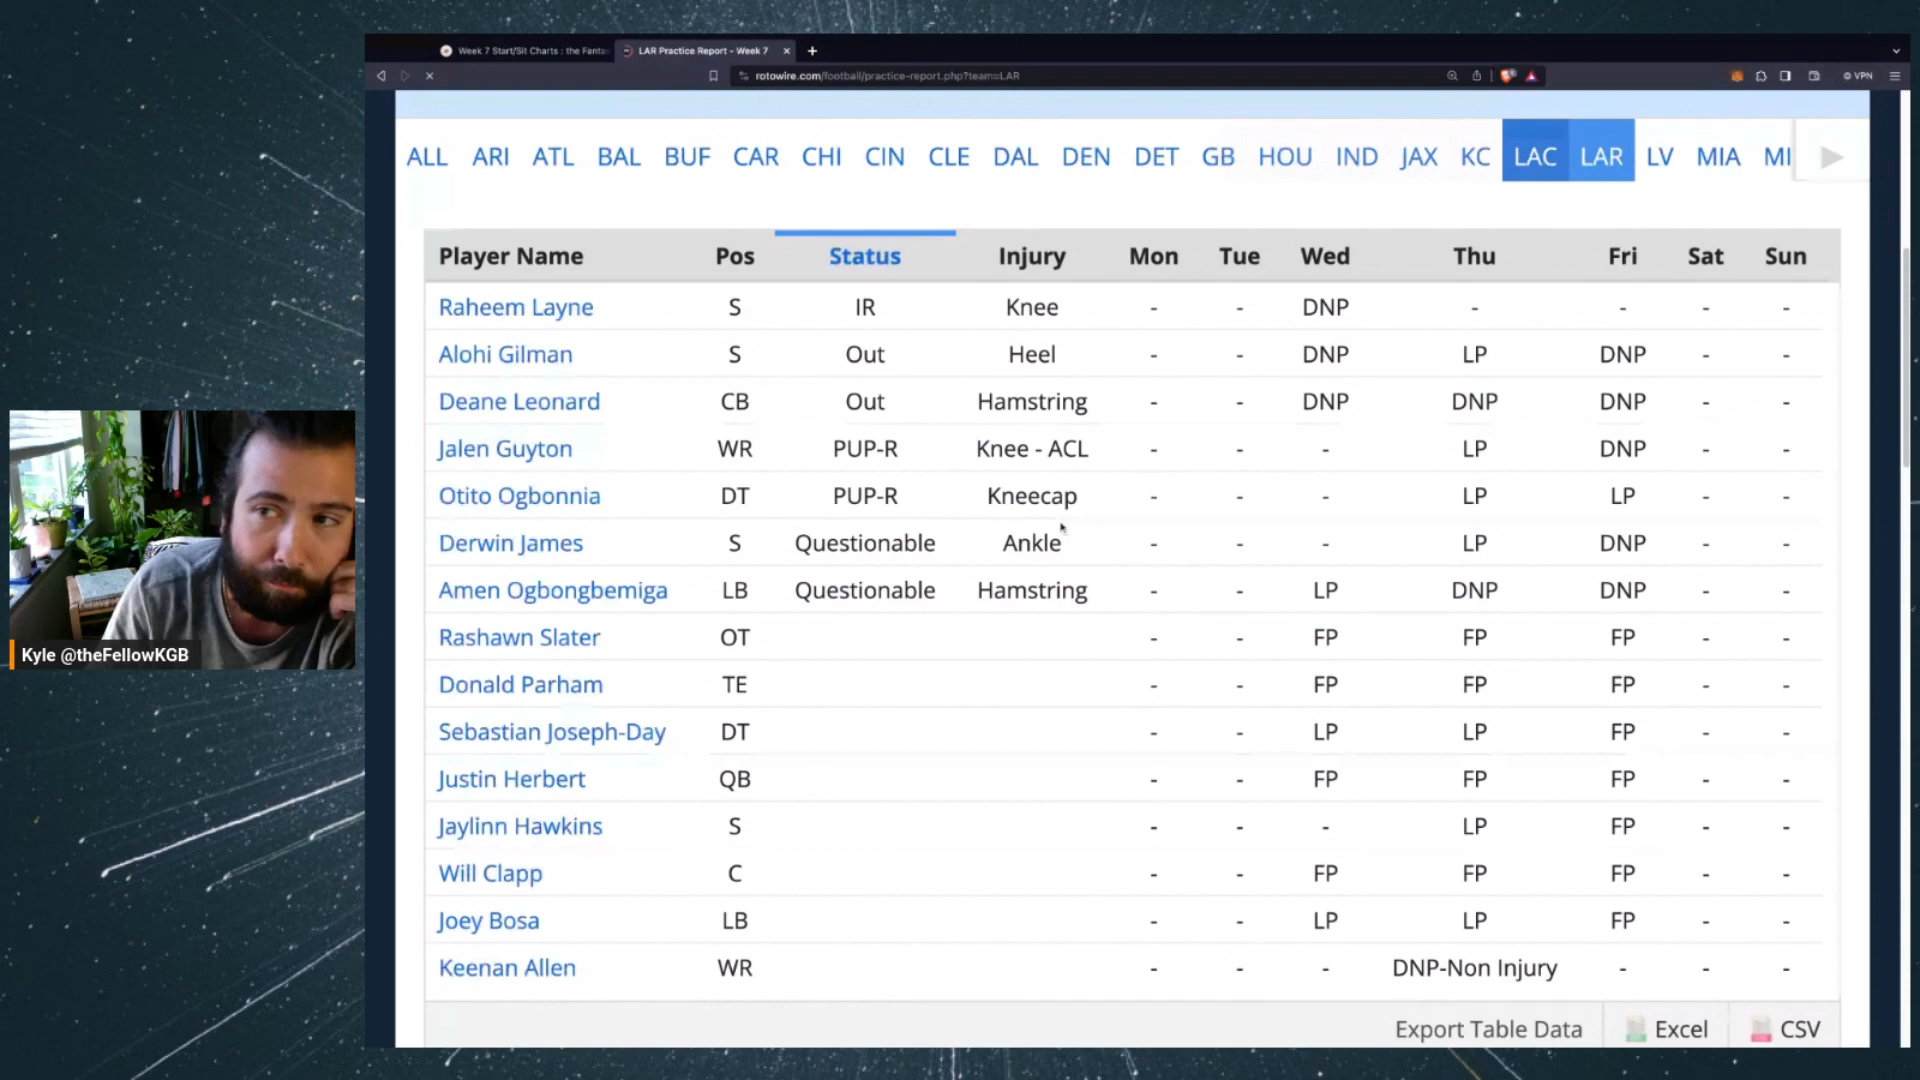 Week 7 Start/Sit Charts : the Fanta
LAR Practice Report - Week 7
rotowire.com/football/practice-report.php?team=LAR
VPN
ALL ARI ATL BAL BUF CAR CHI CIN CLE DAL DEN DET GB HOU IND JAX KC LAC LAR LV MIA MI
Player Name Pos Status Injury Mon Tue Wed Thu Fri Sat Sun
Raheem Layne S IR Knee - - DNP - - - -
Alohi Gilman S Out Heel - - DNP LP DNP - -
Deane Leonard CB Out Hamstring - - DNP DNP DNP - -
Jalen Guyton WR PUP-R Knee - ACL - - - LP DNP - -
Otito Ogbonnia DT PUP-R Kneecap - - - LP LP - -
Derwin James S Questionable Ankle - - - LP DNP - -
Amen Ogbongbemiga LB Questionable Hamstring - - LP DNP DNP - -
Rashawn Slater OT - - FP FP FP - -
Donald Parham TE - - FP FP FP - -
Sebastian Joseph-Day DT - - LP LP FP - -
Justin Herbert QB - - FP FP FP - -
Jaylinn Hawkins S - - - LP FP - -
Will Clapp C - - FP FP FP - -
Joey Bosa LB - - LP LP FP - -
Keenan Allen WR - - - DNP-Non Injury - - -
Export Table Data Excel CSV
Kyle @theFellowKGB